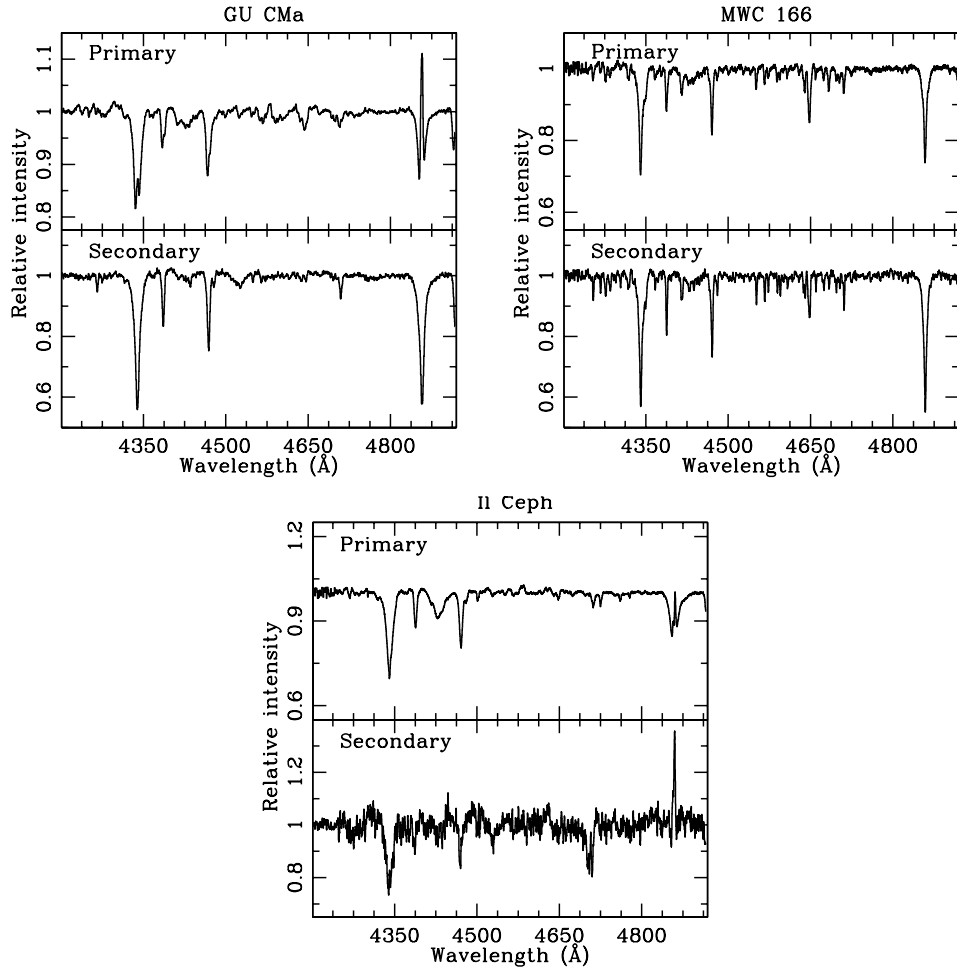 GU CMa
MWC 166
Primary
Primary
1.1
1
0.9
0.8
1
0.8
0.6
Secondary
Secondary
1
0.8
0.6
1
0.8
0.6
Relative intensity
Relative intensity
4350 4500 4650 4800
4350 4500 4650 4800
Wavelength (Å)
Wavelength (Å)
Il Ceph
Primary
1.2
0.9
0.6
Secondary
1.2
1
0.8
Relative intensity
4350 4500 4650 4800
Wavelength (Å)